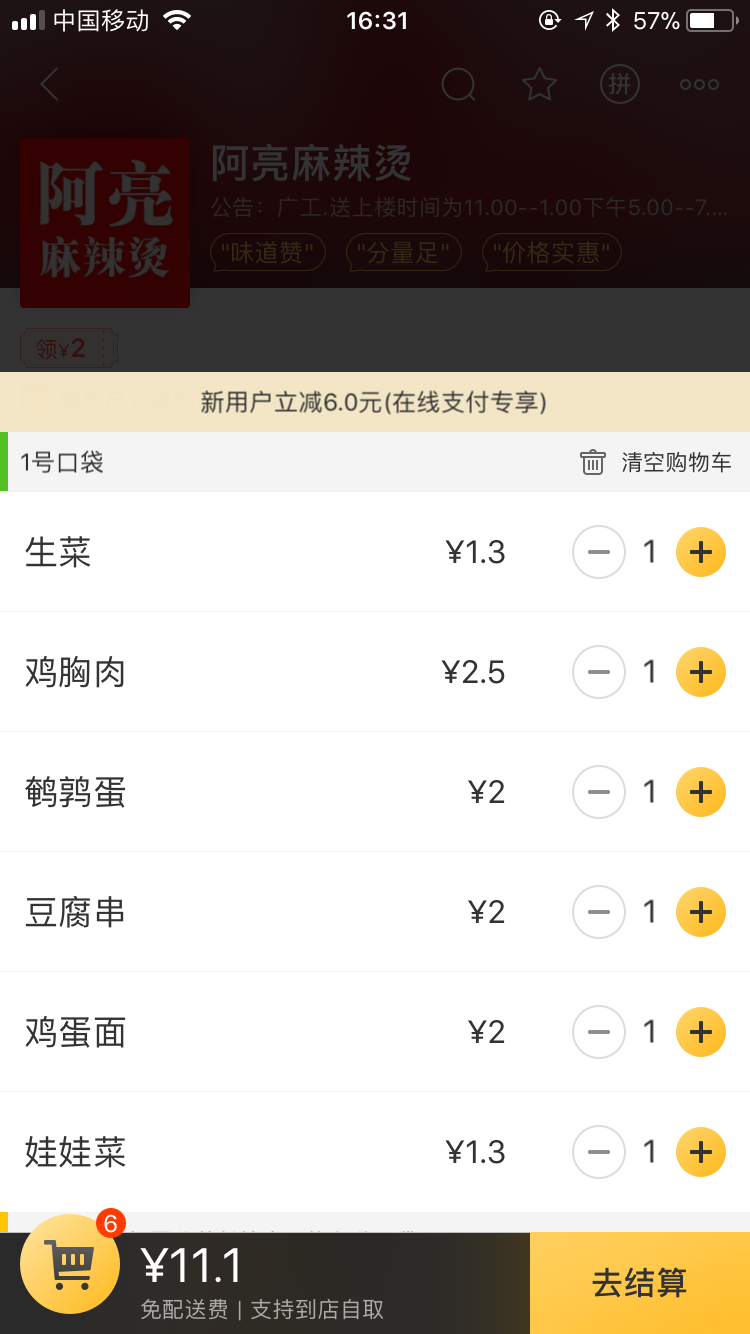 中国移动 16:31 57%
拼
阿亮
麻辣烫
阿亮麻辣烫
公告：广工.送上楼时间为11.00--1.00下午5.00--7....
"味道赞" "分量足" "价格实惠"
领¥2
新用户立减6.0元(在线支付专享)
1号口袋 清空购物车
生菜 ¥1.3 1
鸡胸肉 ¥2.5 1
鹌鹑蛋 ¥2 1
豆腐串 ¥2 1
鸡蛋面 ¥2 1
娃娃菜 ¥1.3 1
6
¥11.1
免配送费 | 支持到店自取
去结算